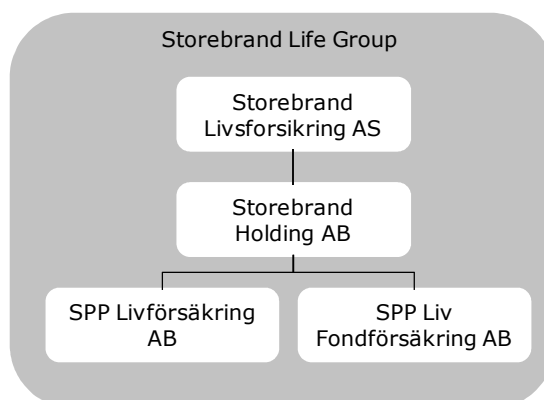 Storebrand Life Group
Storebrand
Livsforsikring AS
Storebrand
Holding AB
SPP Livförsäkring
AB
SPP Liv
Fondförsäkring AB